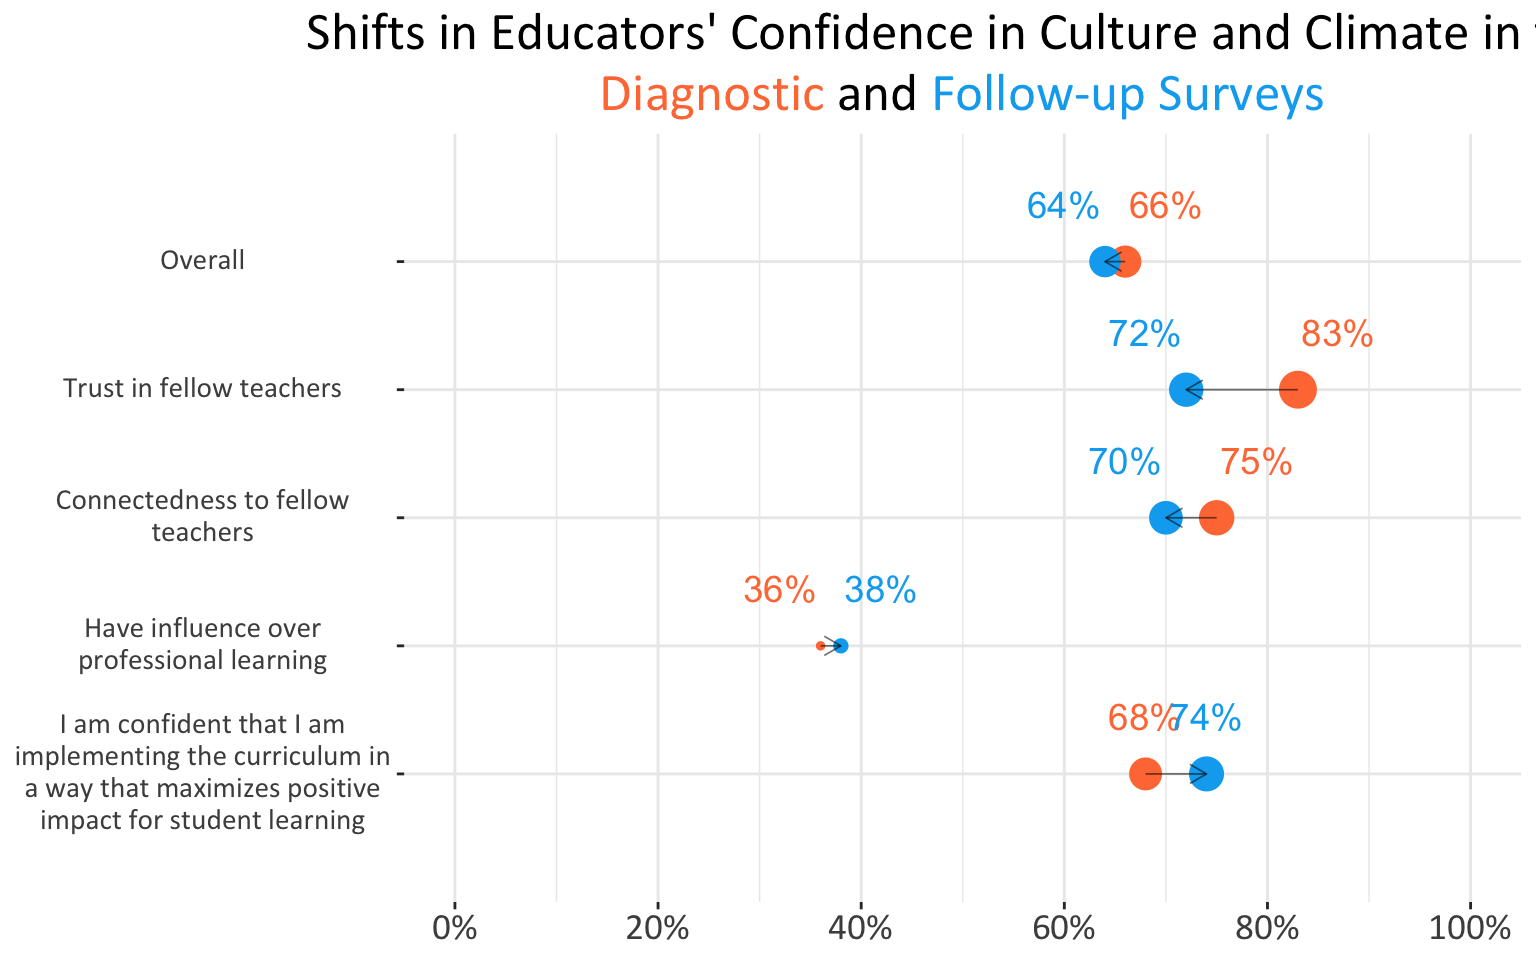 Shifts in Educators' Confidence in Culture and Climate in
Diagnostic and Follow-up Surveys
64% 66%
Overall
72% 83%
Trust in fellow teachers
70% 75%
Connectedness to fellow
teachers
36% 38%
Have influence over
professional learning
68% 74%
I am confident that I am
implementing the curriculum in
a way that maximizes positive
impact for student learning
0% 20% 40% 60% 80% 100%